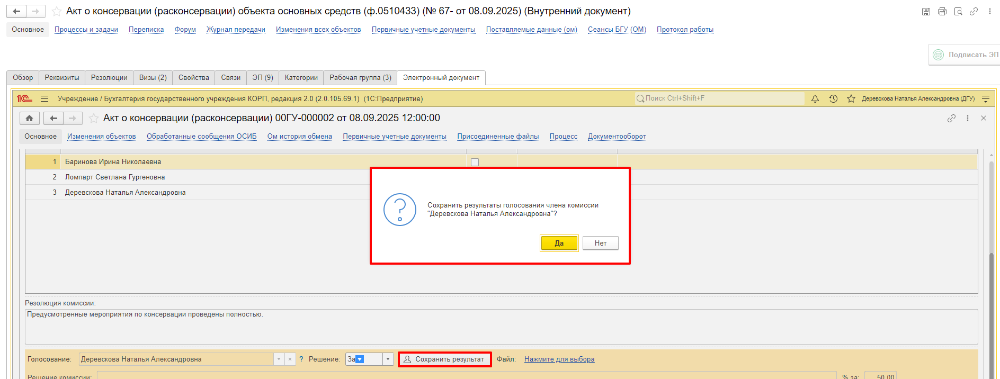 Акт о консервации (расконсервации) объекта основных средств (ф.0510433) (№ 67- от 08.09.2025) (Внутренний документ)
Основное Процессы и задачи Переписка Форум Журнал передачи Изменения всех объектов Первичные учетные документы Поставляемые данные (ом) Сеансы БГУ (ОМ) Протокол работы
Подписать ЭП
Обзор Реквизиты Резолюции Визы (2) Свойства Связи ЭП (9) Категории Рабочая группа (3) Электронный документ
1С Учреждение / Бухгалтерия государственного учреждения КОРП, редакция 2.0 (2.0.105.69.1) (1С:Предприятие) Поиск Ctrl+Shift+F Деревскова Наталья Александровна (ДГУ)
Акт о консервации (расконсервации) 00ГУ-000002 от 08.09.2025 12:00:00
Основное Изменения объектов Обработанные сообщения ОСИБ Ом история обмена Первичные учетные документы Присоединенные файлы Процесс Документооборот
1 Баринова Ирина Николаевна
2 Ломпарт Светлана Гургеновна
3 Деревскова Наталья Александровна
Сохранить результаты голосования члена комиссии
"Деревскова Наталья Александровна"?
Да Нет
Резолюция комиссии:
Предусмотренные мероприятия по консервации проведены полностью.
Голосование: Деревскова Наталья Александровна ? Решение: За Сохранить результат Файл: Нажмите для выбора
Решение комиссии: % за: 50,00